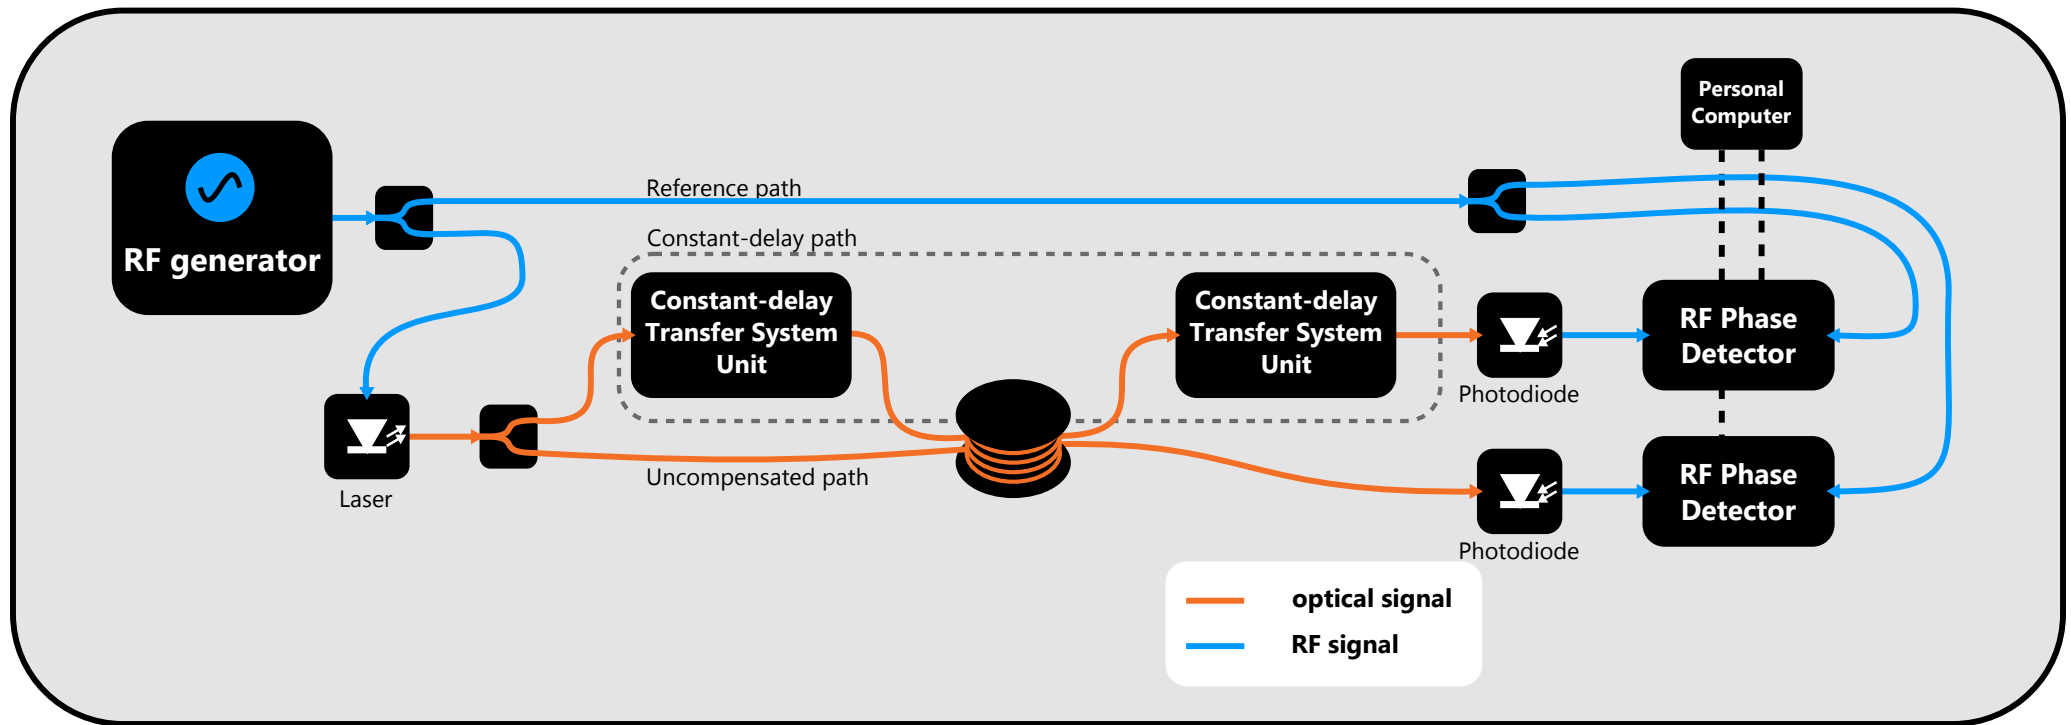 Personal
Computer
RF generator
Reference path
Constant-delay path
Constant-delay
Transfer System
Unit
Constant-delay
Transfer System
Unit
RF Phase
Detector
Photodiode
Laser
Uncompensated path
RF Phase
Detector
Photodiode
optical signal
RF signal